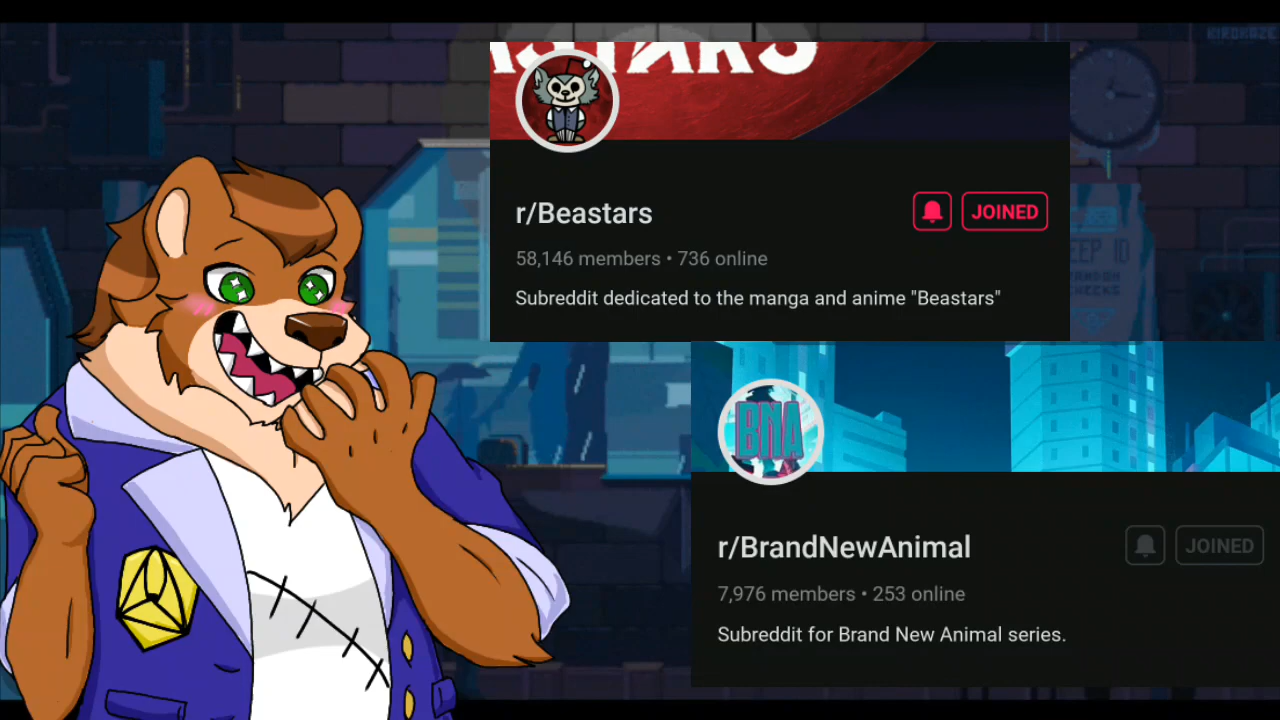 r/Beastars
JOINED
58,146 members • 736 online
Subreddit dedicated to the manga and anime "Beastars"
BNA
r/BrandNewAnimal
JOINED
7,976 members • 253 online
Subreddit for Brand New Animal series.